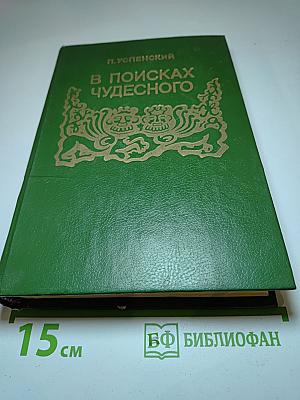 П. УСПЕНСКИЙ
В ПОИСКАХ
ЧУДЕСНОГО
15 см
БФ БИБЛИОФАН